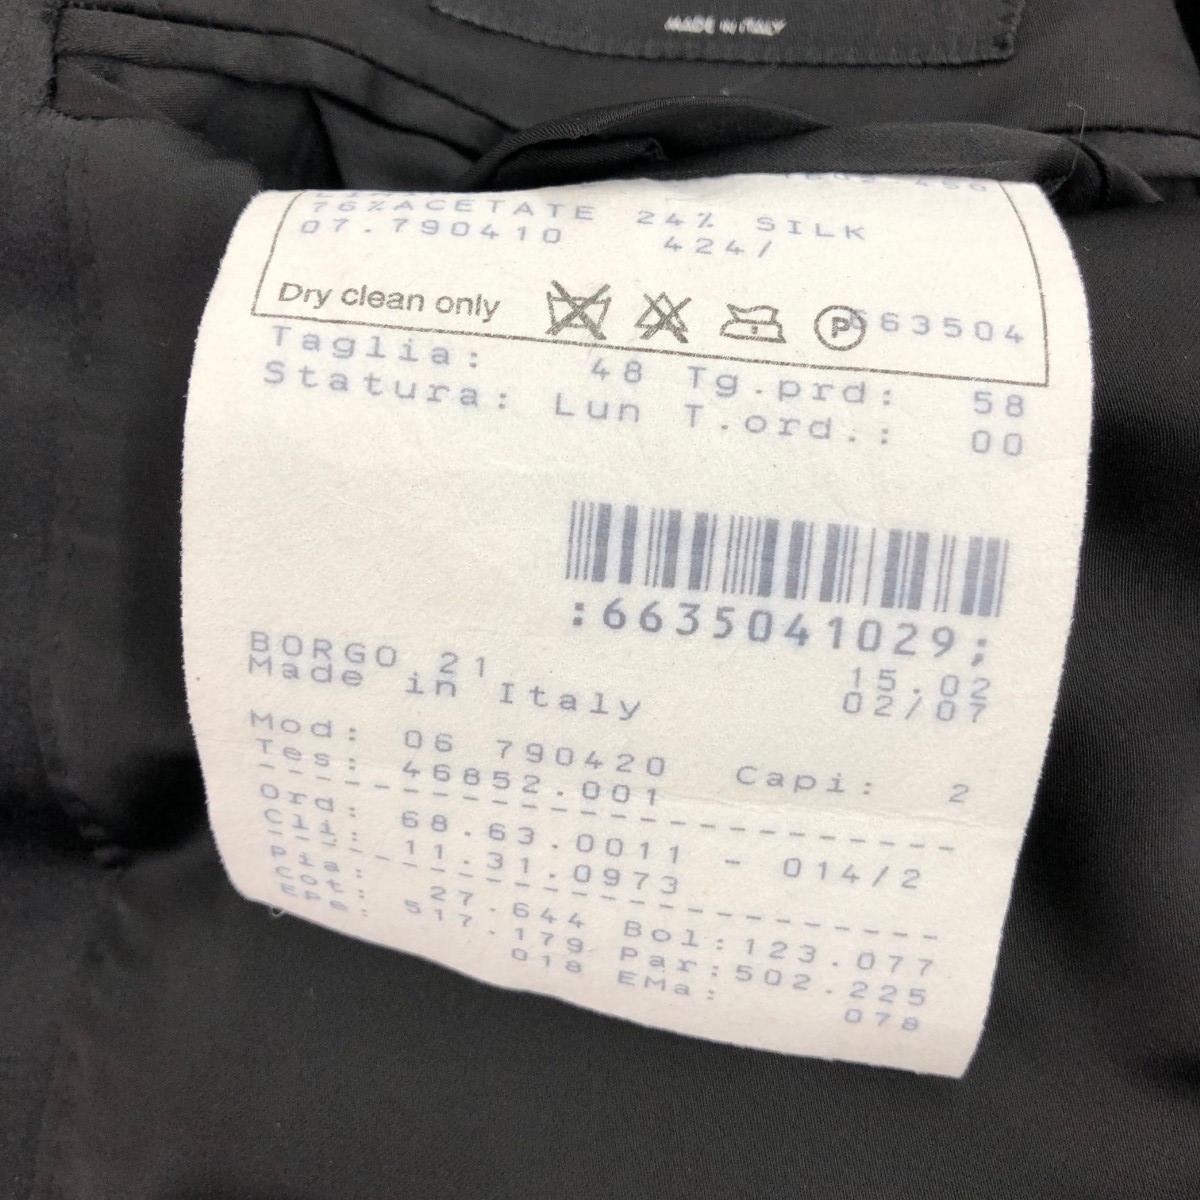 MADE IN ITALY
76%ACETATE 24% SILK
07.790410 424/
Dry clean only P 663504
Taglia: 48 Tg.prd: 58
Statura: Lun T.ord.: 00
:6635041029;
BORGO 21 15.02
Made in Italy 02/07
Mod: 06 790420 Capi: 2
Tes: 46852.001
Ord: 68.63.0011 - 014/2
Cli: 11.31.0973
Pia: 27.644 Bol:123.077
Cot: 517.179 Par:502.225
Eps: 018 EMa: 078